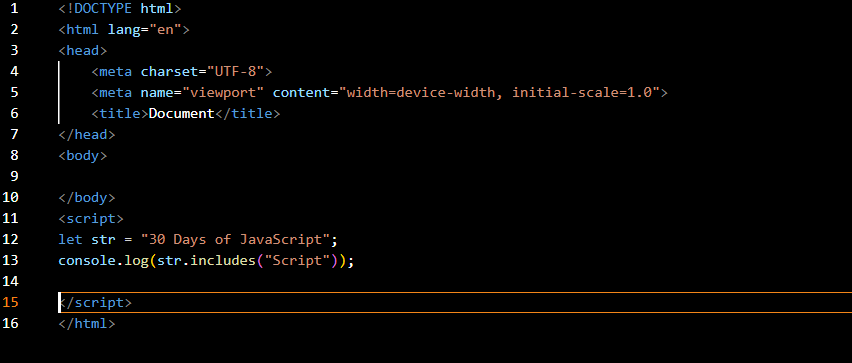 1 <!DOCTYPE html>
2 <html lang="en">
3 <head>
4     <meta charset="UTF-8">
5     <meta name="viewport" content="width=device-width, initial-scale=1.0">
6     <title>Document</title>
7 </head>
8 <body>
9
10 </body>
11 <script>
12 let str = "30 Days of JavaScript";
13 console.log(str.includes("Script"));
14
15 </script>
16 </html>